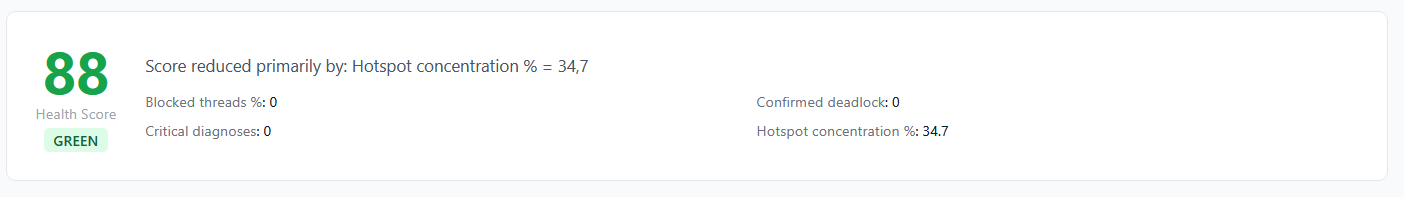 88
Health Score
GREEN
Score reduced primarily by: Hotspot concentration % = 34,7
Blocked threads %: 0
Confirmed deadlock: 0
Critical diagnoses: 0
Hotspot concentration %: 34.7